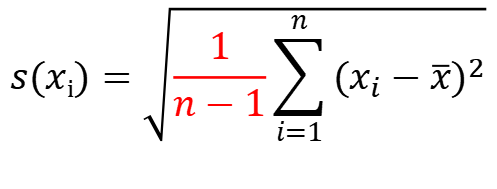 s(xᵢ) = √(1/(n − 1) ∑ᵢ₌₁ⁿ (xᵢ − x̄)²)